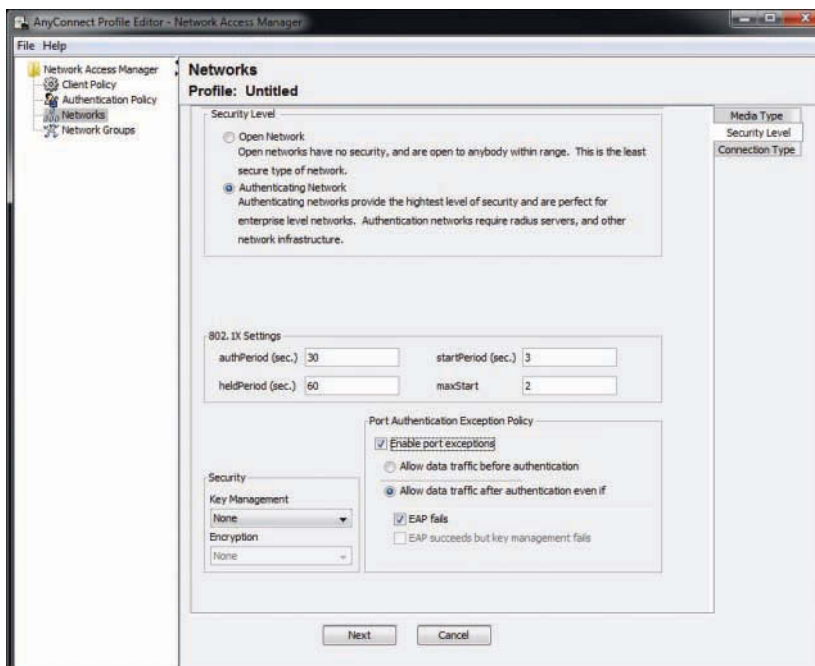 AnyConnect Profile Editor - Network Access Manager
File Help
Network Access Manager
Client Policy
Authentication Policy
Networks
Network Groups
Networks
Profile: Untitled
Media Type
Security Level
Connection Type
Security Level
Open Network
Open networks have no security, and are open to anybody within range. This is the least
secure type of network.
Authenticating Network
Authenticating networks provide the highest level of security and are perfect for
enterprise level networks. Authentication networks require radius servers, and other
network infrastructure.
802.1X Settings
authPeriod (sec.) 30 startPeriod (sec.) 3
heldPeriod (sec.) 60 maxStart 2
Port Authentication Exception Policy
Enable port exceptions
Allow data traffic before authentication
Allow data traffic after authentication even if
EAP fails
EAP succeeds but key management fails
Security
Key Management
None
Encryption
None
Next Cancel